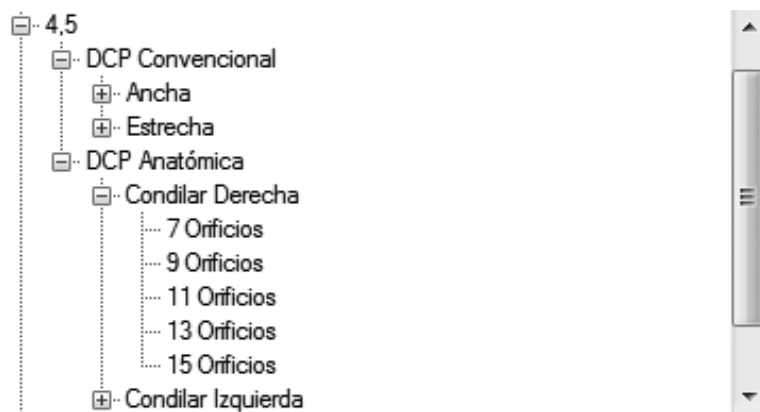 4,5
DCP Convencional
Ancha
Estrecha
DCP Anatómica
Condilar Derecha
7 Orificios
9 Orificios
11 Orificios
13 Orificios
15 Orificios
Condilar Izquierda